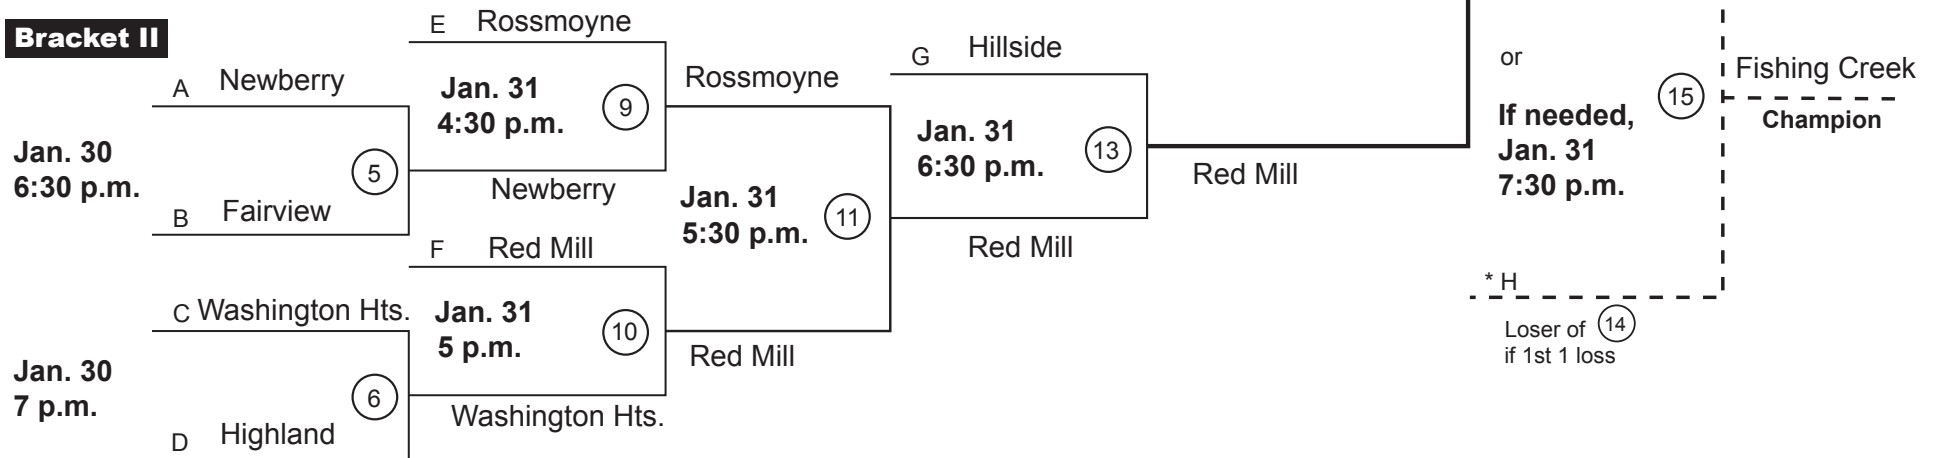 Bracket II
A Newberry
Jan. 30
6:30 p.m.
5
B Fairview
C Washington Hts.
Jan. 30
7 p.m.
6
D Highland
E Rossmoyne
Jan. 31
4:30 p.m.
9
Newberry
F Red Mill
Jan. 31
5 p.m.
10
Washington Hts.
Rossmoyne
Jan. 31
5:30 p.m.
11
Red Mill
G Hillside
Jan. 31
6:30 p.m.
13
Red Mill
Red Mill
or
If needed,
Jan. 31
7:30 p.m.
15
* H
Loser of 14
if 1st 1 loss
Fishing Creek
Champion